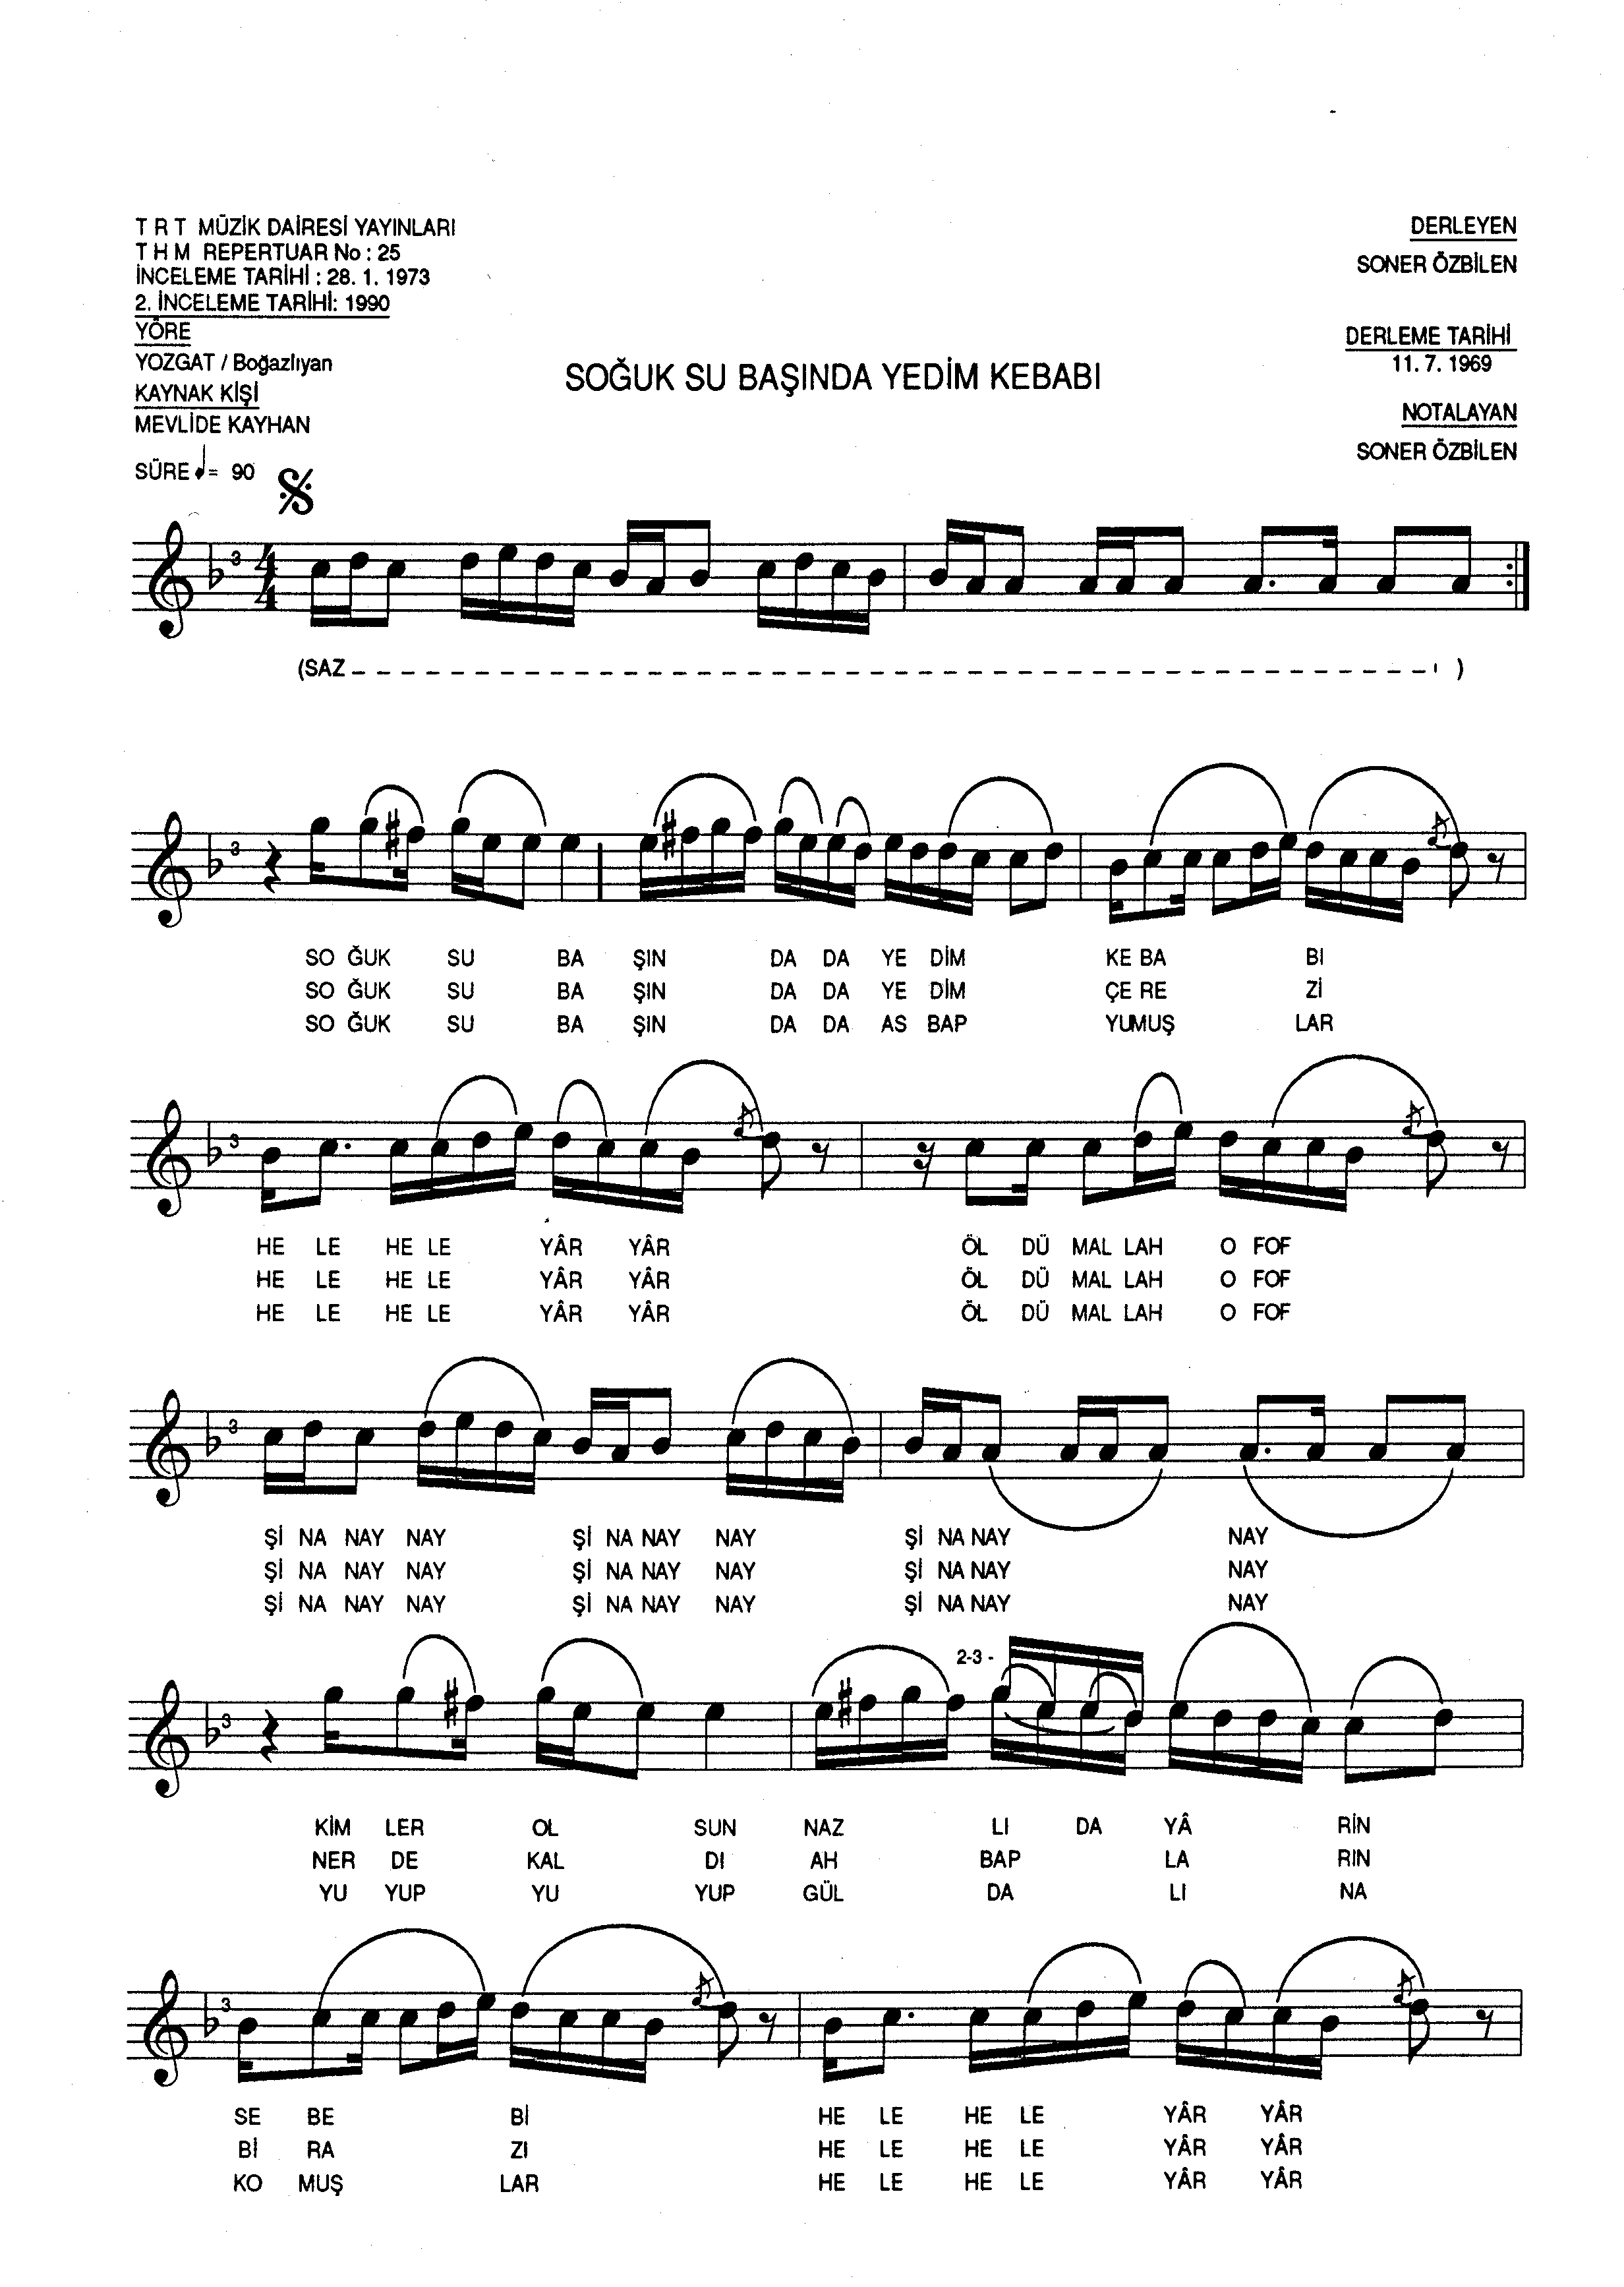 T R T MÜZİK DAİRESİ YAYINLARI
T H M REPERTUAR No : 25
İNCELEME TARİHİ : 28. 1. 1973
2. İNCELEME TARİHİ: 1990
YÖRE
YOZGAT / Boğazlıyan
KAYNAK KİŞİ
MEVLİDE KAYHAN
SÜRE ♩= 90
DERLEYEN
SONER ÖZBİLEN
DERLEME TARİHİ
11. 7. 1969
NOTALAYAN
SONER ÖZBİLEN
SOĞUK SU BAŞINDA YEDİM KEBABI
3
4
4
(SAZ )
3
SO ĞUK SU BA ŞIN DA DA YE DİM KE BA BI
SO ĞUK SU BA ŞIN DA DA YE DİM ÇE RE Zİ
SO ĞUK SU BA ŞIN DA DA AS BAP YUMUŞ LAR
3
HE LE HE LE YÂR YÂR ÖL DÜ MAL LAH O FOF
HE LE HE LE YÂR YÂR ÖL DÜ MAL LAH O FOF
HE LE HE LE YÂR YÂR ÖL DÜ MAL LAH O FOF
3
Şİ NA NAY NAY Şİ NA NAY NAY Şİ NA NAY NAY
Şİ NA NAY NAY Şİ NA NAY NAY Şİ NA NAY NAY
Şİ NA NAY NAY Şİ NA NAY NAY Şİ NA NAY NAY
3
2-3 -
KİM LER OL SUN NAZ LI DA YÂ RİN
NER DE KAL DI AH BAP LA RIN
YU YUP YU YUP GÜL DA LI NA
3
SE BE Bİ HE LE HE LE YÂR YÂR
Bİ RA ZI HE LE HE LE YÂR YÂR
KO MUŞ LAR HE LE HE LE YÂR YÂR